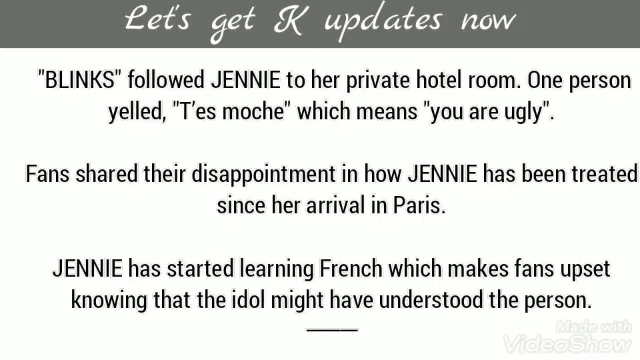 Let's get K updates now
"BLINKS" followed JENNIE to her private hotel room. One person
yelled, "T’es moche" which means "you are ugly".
Fans shared their disappointment in how JENNIE has been treated
since her arrival in Paris.
JENNIE has started learning French which makes fans upset
knowing that the idol might have understood the person.
Made with
VideoShow